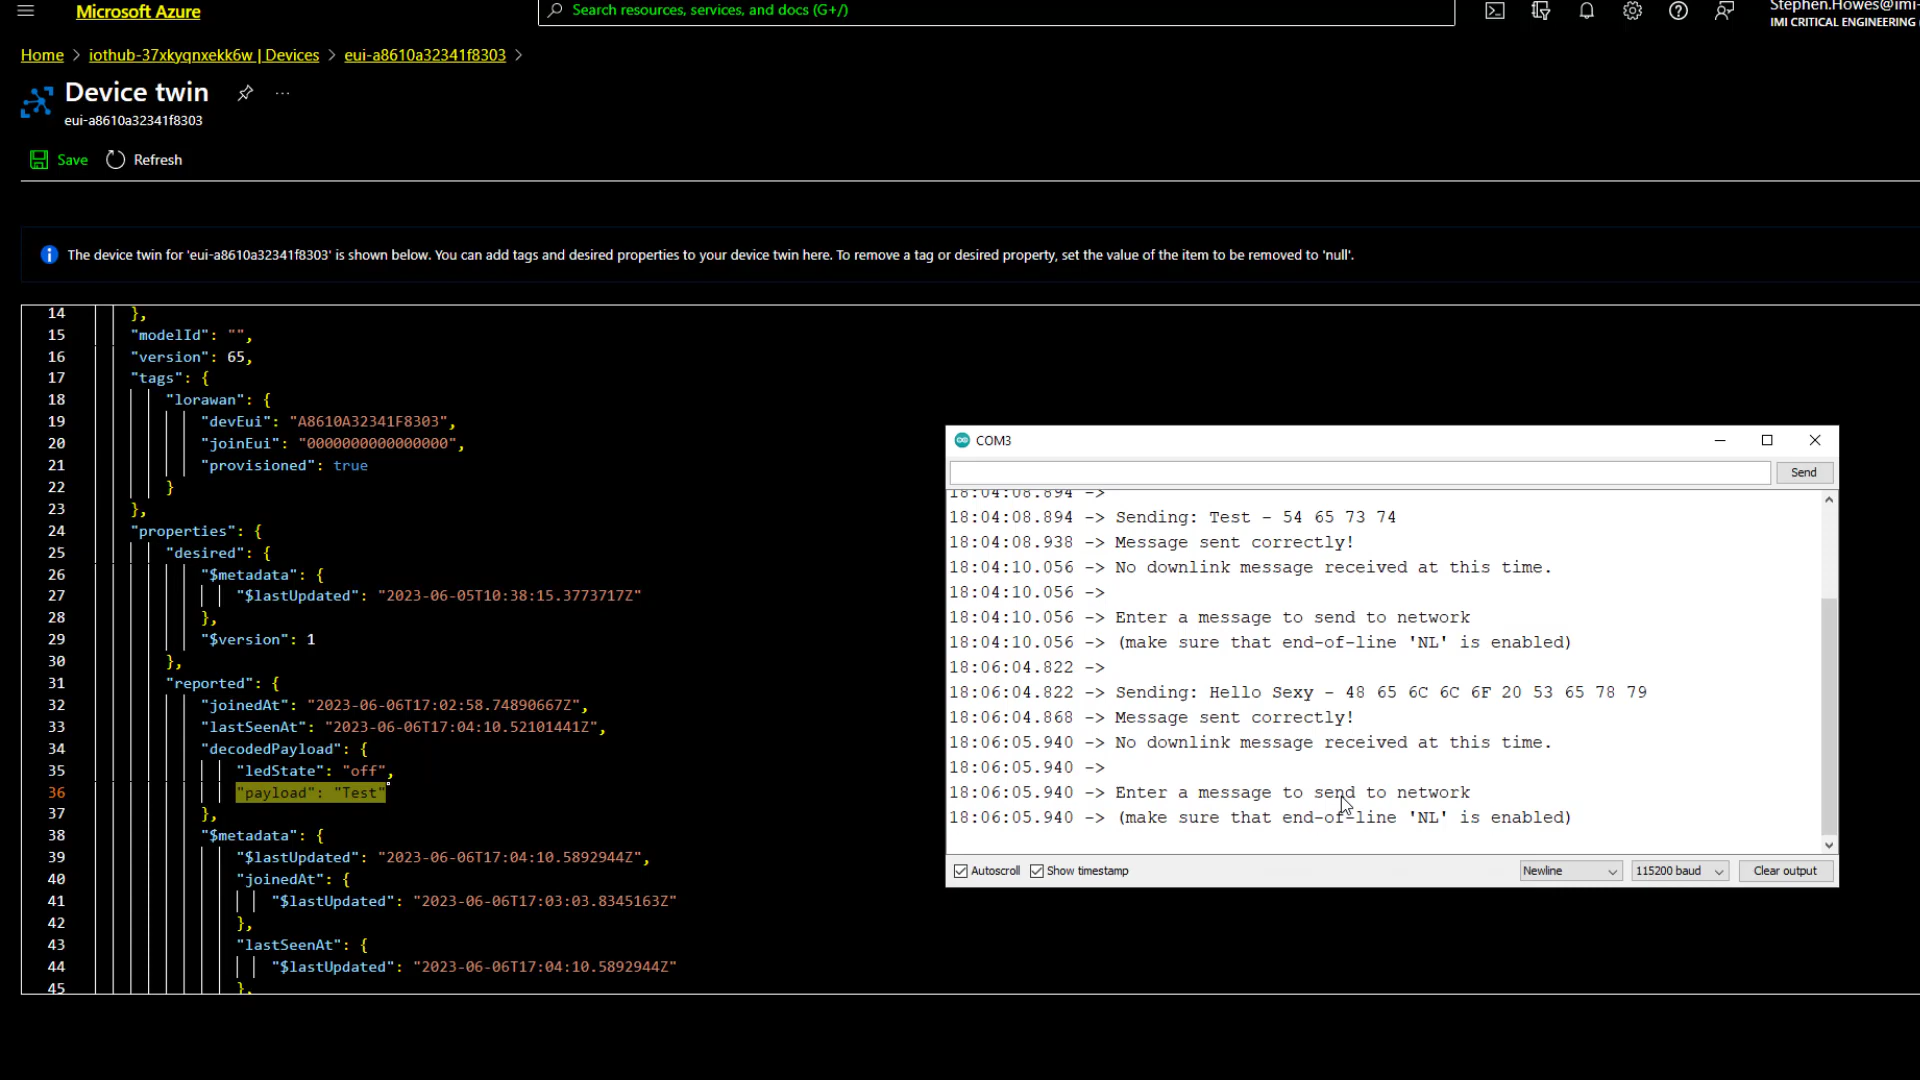 Microsoft Azure
Search resources, services, and docs (G+/)
Stephen.Howes@imi-
IMI CRITICAL ENGINEERING
Home > iothub-37xkyqnxekk6w | Devices > eui-a8610a32341f8303 >
Device twin ...
eui-a8610a32341f8303
Save Refresh
The device twin for 'eui-a8610a32341f8303' is shown below. You can add tags and desired properties to your device twin here. To remove a tag or desired property, set the value of the item to be removed to 'null'.
14 },
15 "modelId": "",
16 "version": 65,
17 "tags": {
18 "lorawan": {
19 "devEui": "A8610A32341F8303",
20 "joinEui": "0000000000000000",
21 "provisioned": true
22 }
23 },
24 "properties": {
25 "desired": {
26 "$metadata": {
27 "$lastUpdated": "2023-06-05T10:38:15.3773717Z"
28 },
29 "$version": 1
30 },
31 "reported": {
32 "joinedAt": "2023-06-06T17:02:58.74890667Z",
33 "lastSeenAt": "2023-06-06T17:04:10.52101441Z",
34 "decodedPayload": {
35 "ledState": "off",
36 "payload": "Test"
37 },
38 "$metadata": {
39 "$lastUpdated": "2023-06-06T17:04:10.5892944Z",
40 "joinedAt": {
41 "$lastUpdated": "2023-06-06T17:03:03.8345163Z"
42 },
43 "lastSeenAt": {
44 "$lastUpdated": "2023-06-06T17:04:10.5892944Z"
45 },
COM3
Send
18:04:08.894 ->
18:04:08.894 -> Sending: Test - 54 65 73 74
18:04:08.938 -> Message sent correctly!
18:04:10.056 -> No downlink message received at this time.
18:04:10.056 ->
18:04:10.056 -> Enter a message to send to network
18:04:10.056 -> (make sure that end-of-line 'NL' is enabled)
18:06:04.822 ->
18:06:04.822 -> Sending: Hello Sexy - 48 65 6C 6C 6F 20 53 65 78 79
18:06:04.868 -> Message sent correctly!
18:06:05.940 -> No downlink message received at this time.
18:06:05.940 ->
18:06:05.940 -> Enter a message to send to network
18:06:05.940 -> (make sure that end-of-line 'NL' is enabled)
Autoscroll Show timestamp Newline 115200 baud Clear output